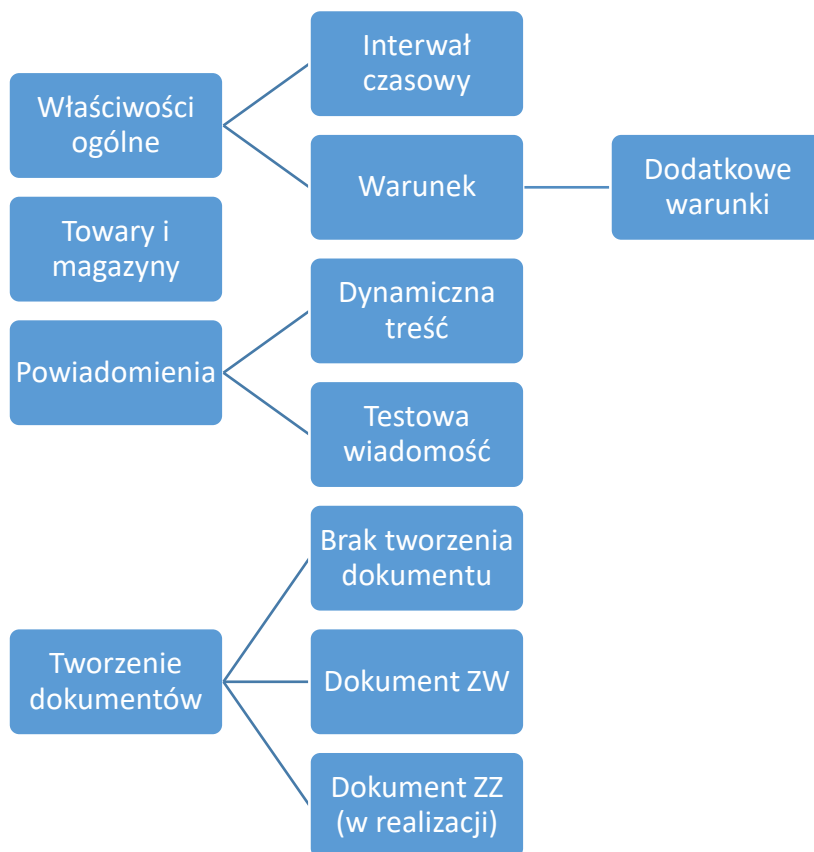 Właściwości
ogólne
Interwał
czasowy
Warunek
Dodatkowe
warunki
Towary i
magazyny
Powiadomienia
Dynamiczna
treść
Testowa
wiadomość
Tworzenie
dokumentów
Brak tworzenia
dokumentu
Dokument ZW
Dokument ZZ
(w realizacji)